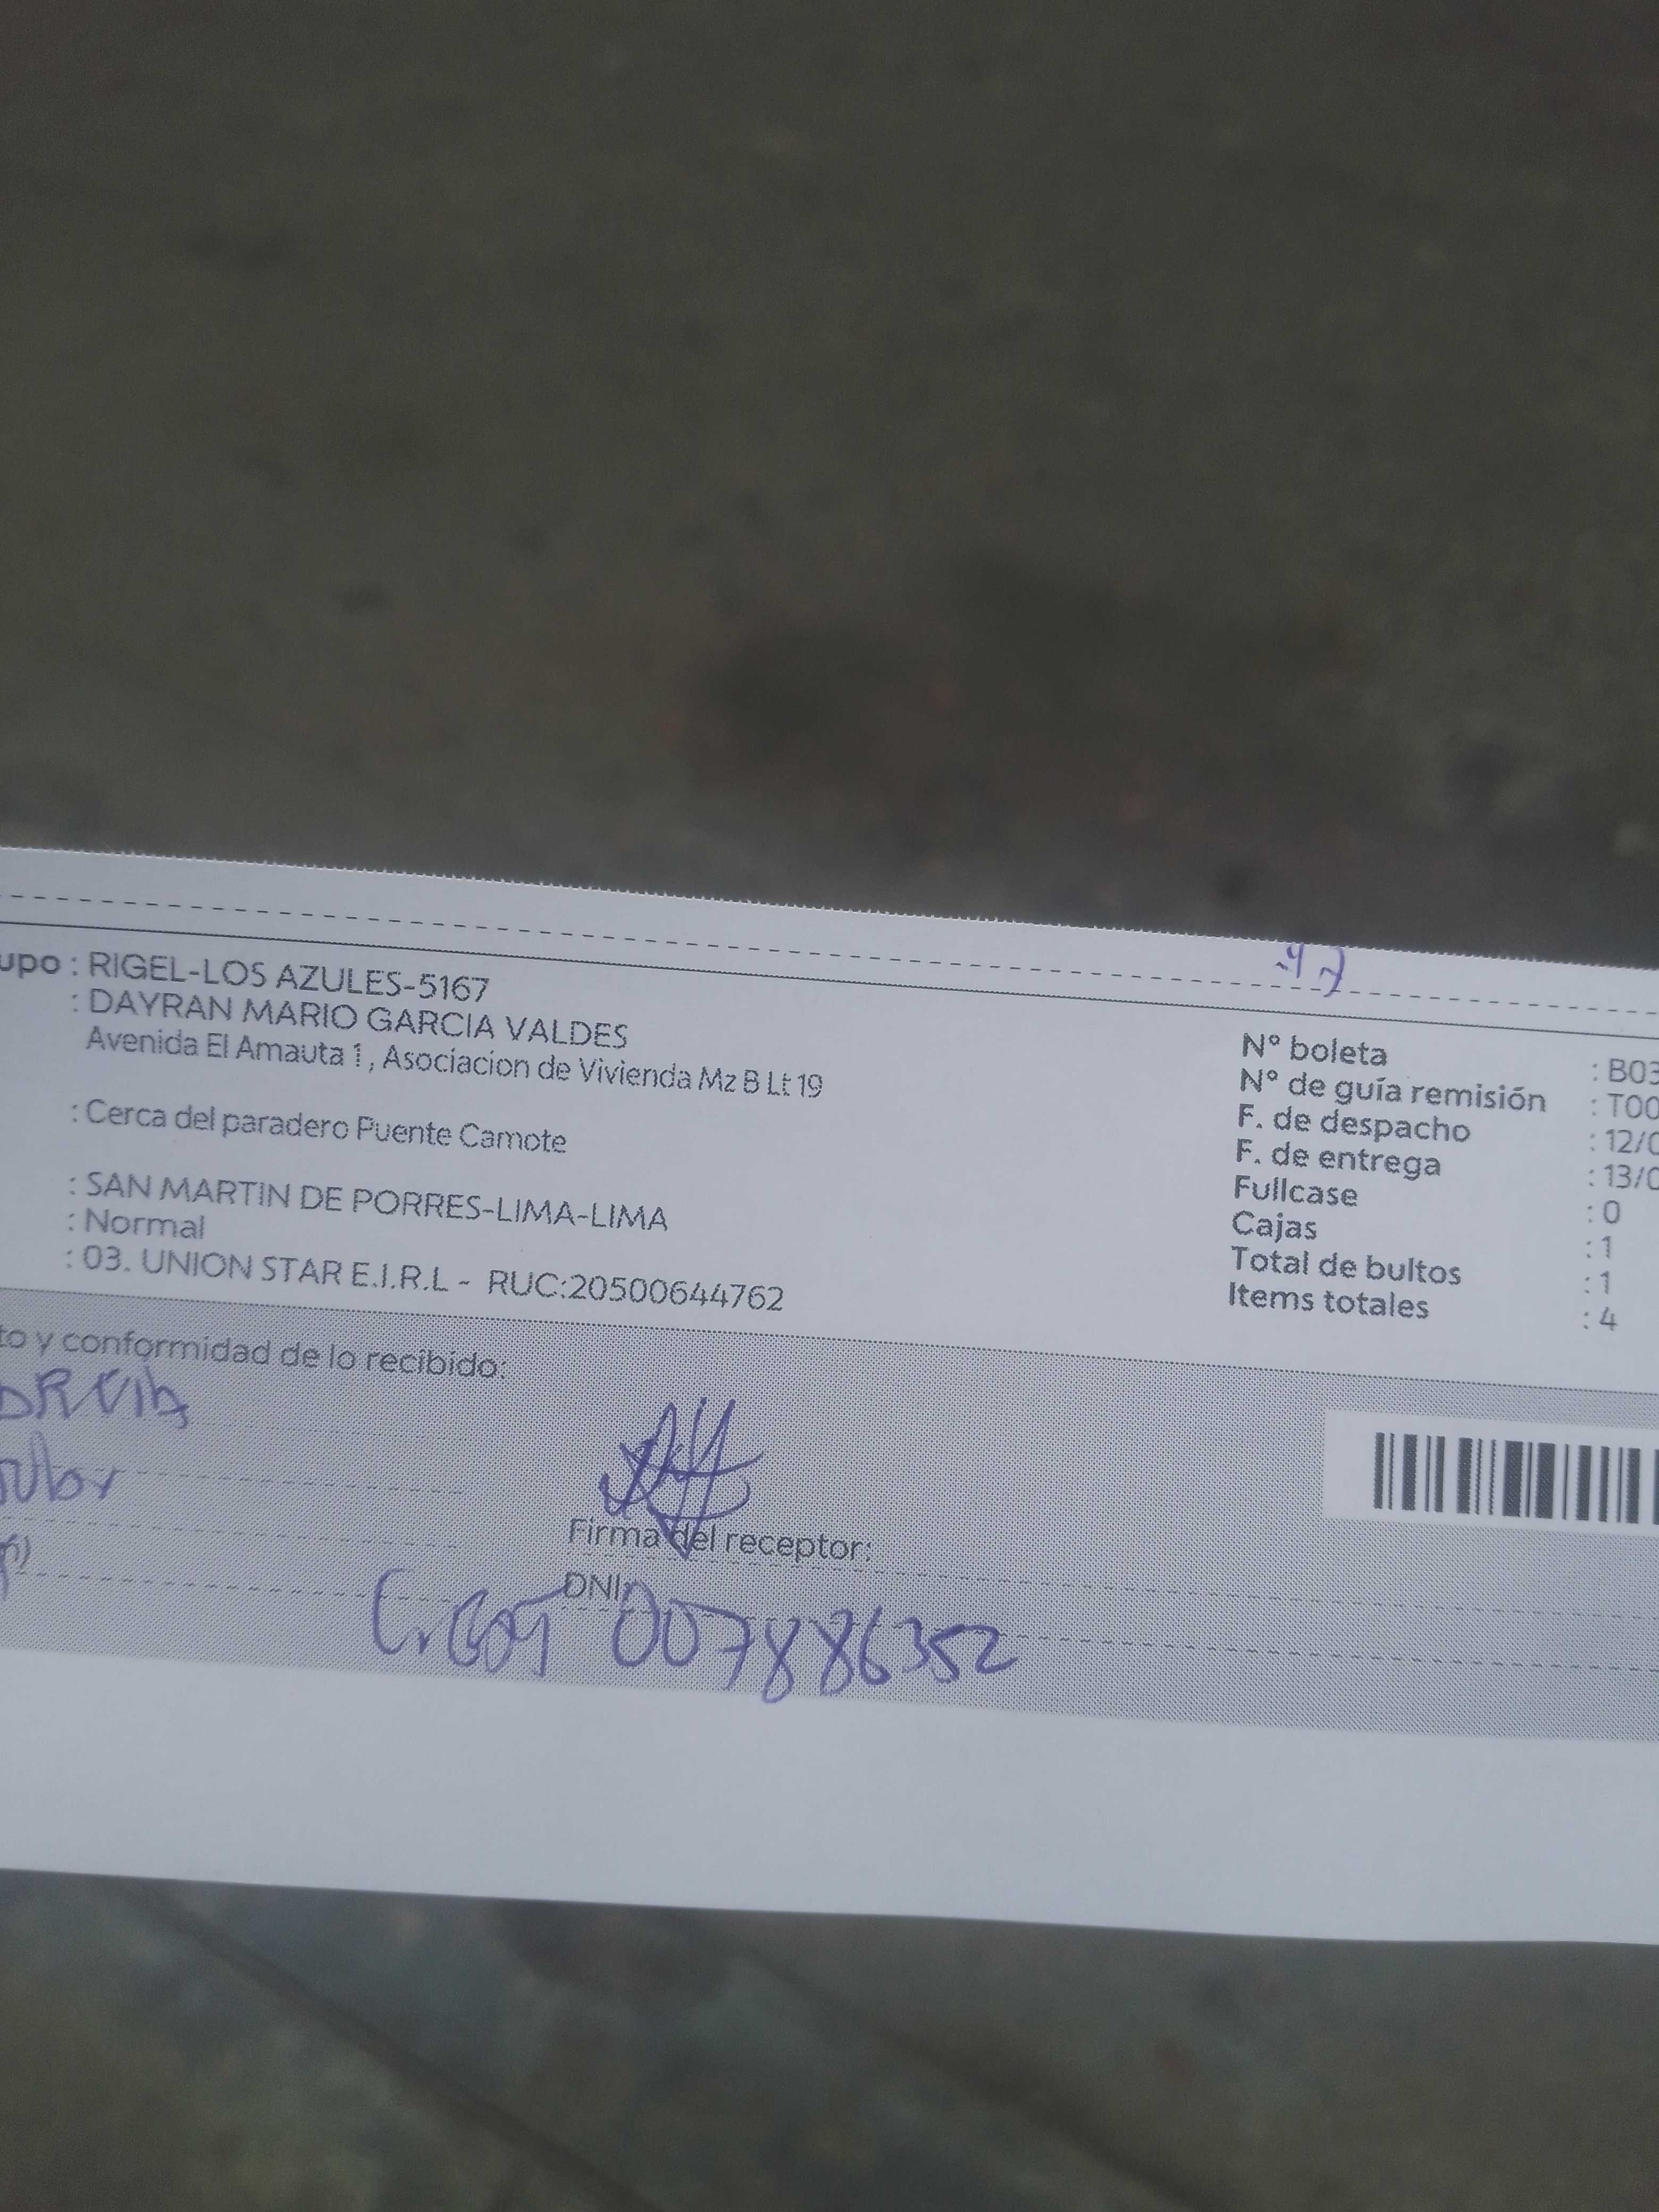 upo : RIGEL-LOS AZULES-5167
: DAYRAN MARIO GARCIA VALDES
Avenida El Amauta 1, Asociacion de Vivienda Mz B Lt 19
: Cerca del paradero Puente Camote
: SAN MARTIN DE PORRES-LIMA-LIMA
: Normal
: 03. UNION STAR E.I.R.L - RUC:20500644762
N° boleta : B03
N° de guía remisión : T00
F. de despacho : 12/0
F. de entrega : 13/0
Fullcase : 0
Cajas : 1
Total de bultos : 1
Items totales : 4
to y conformidad de lo recibido:
Firma del receptor:
DNI:
007886352